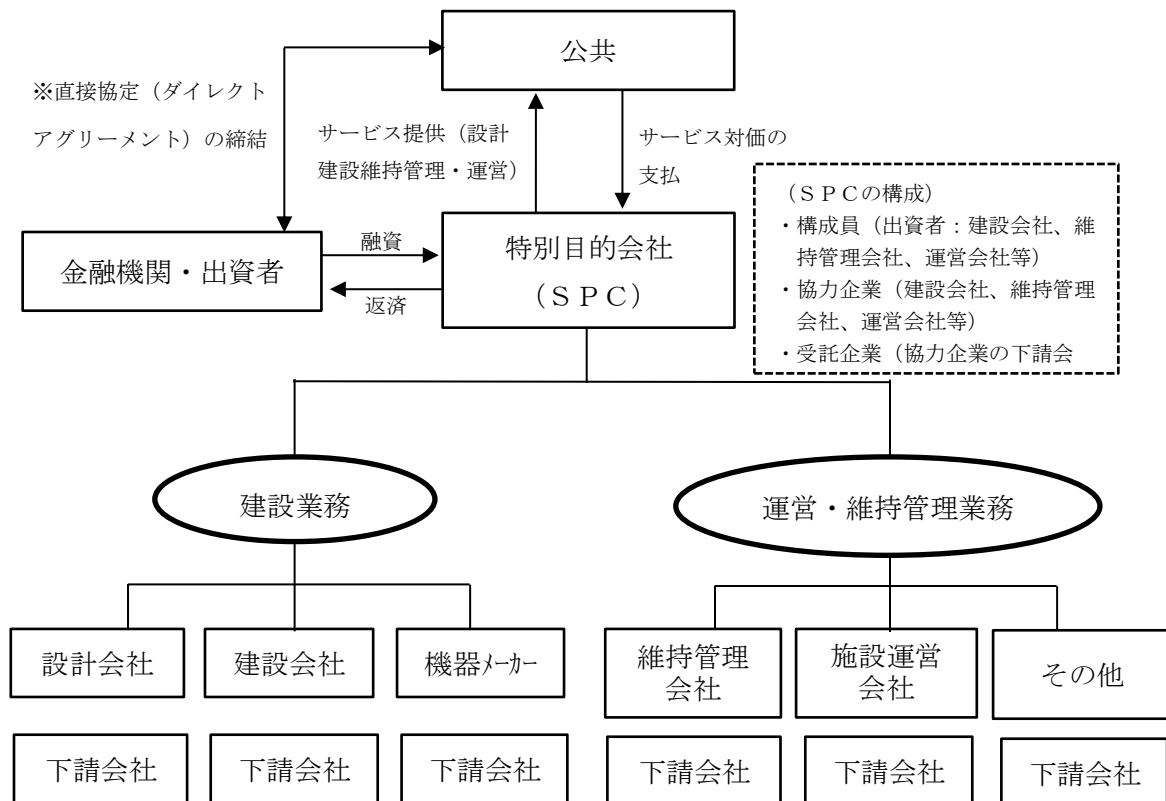 公共
※直接協定（ダイレクト
アグリーメント）の締結
サービス提供（設計
建設維持管理・運営）
サービス対価の
支払
（ＳＰＣの構成）
・構成員（出資者：建設会社、維
持管理会社、運営会社等）
・協力企業（建設会社、維持管理
会社、運営会社等）
・受託企業（協力企業の下請会
金融機関・出資者
融資
返済
特別目的会社
（ＳＰＣ）
建設業務
運営・維持管理業務
設計会社
建設会社
機器ﾒｰｶｰ
維持管理
会社
施設運営
会社
その他
下請会社
下請会社
下請会社
下請会社
下請会社
下請会社